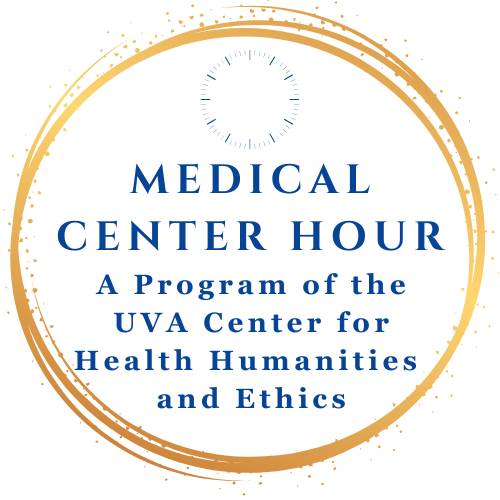 MEDICAL
CENTER HOUR
A Program of the
UVA Center for
Health Humanities
and Ethics